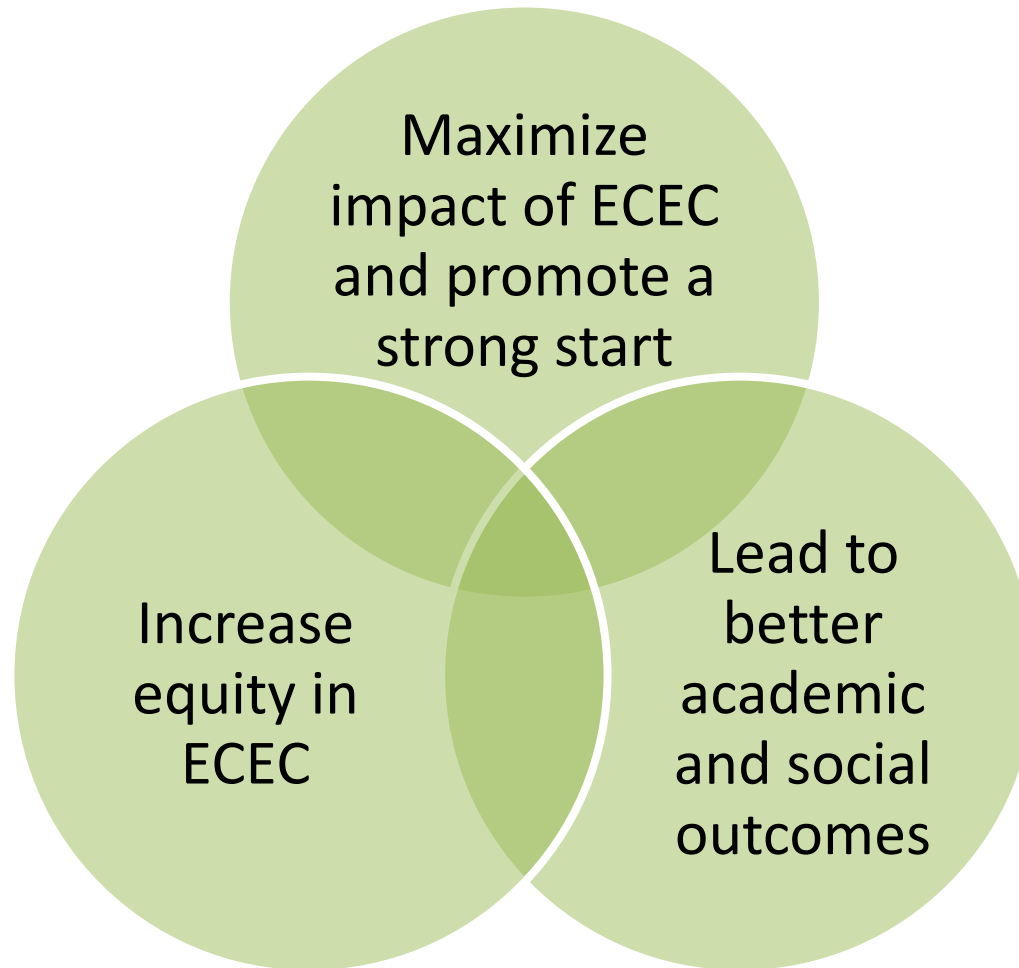 Maximize
impact of ECEC
and promote a
strong start
Increase
equity in
ECEC
Lead to
better
academic
and social
outcomes